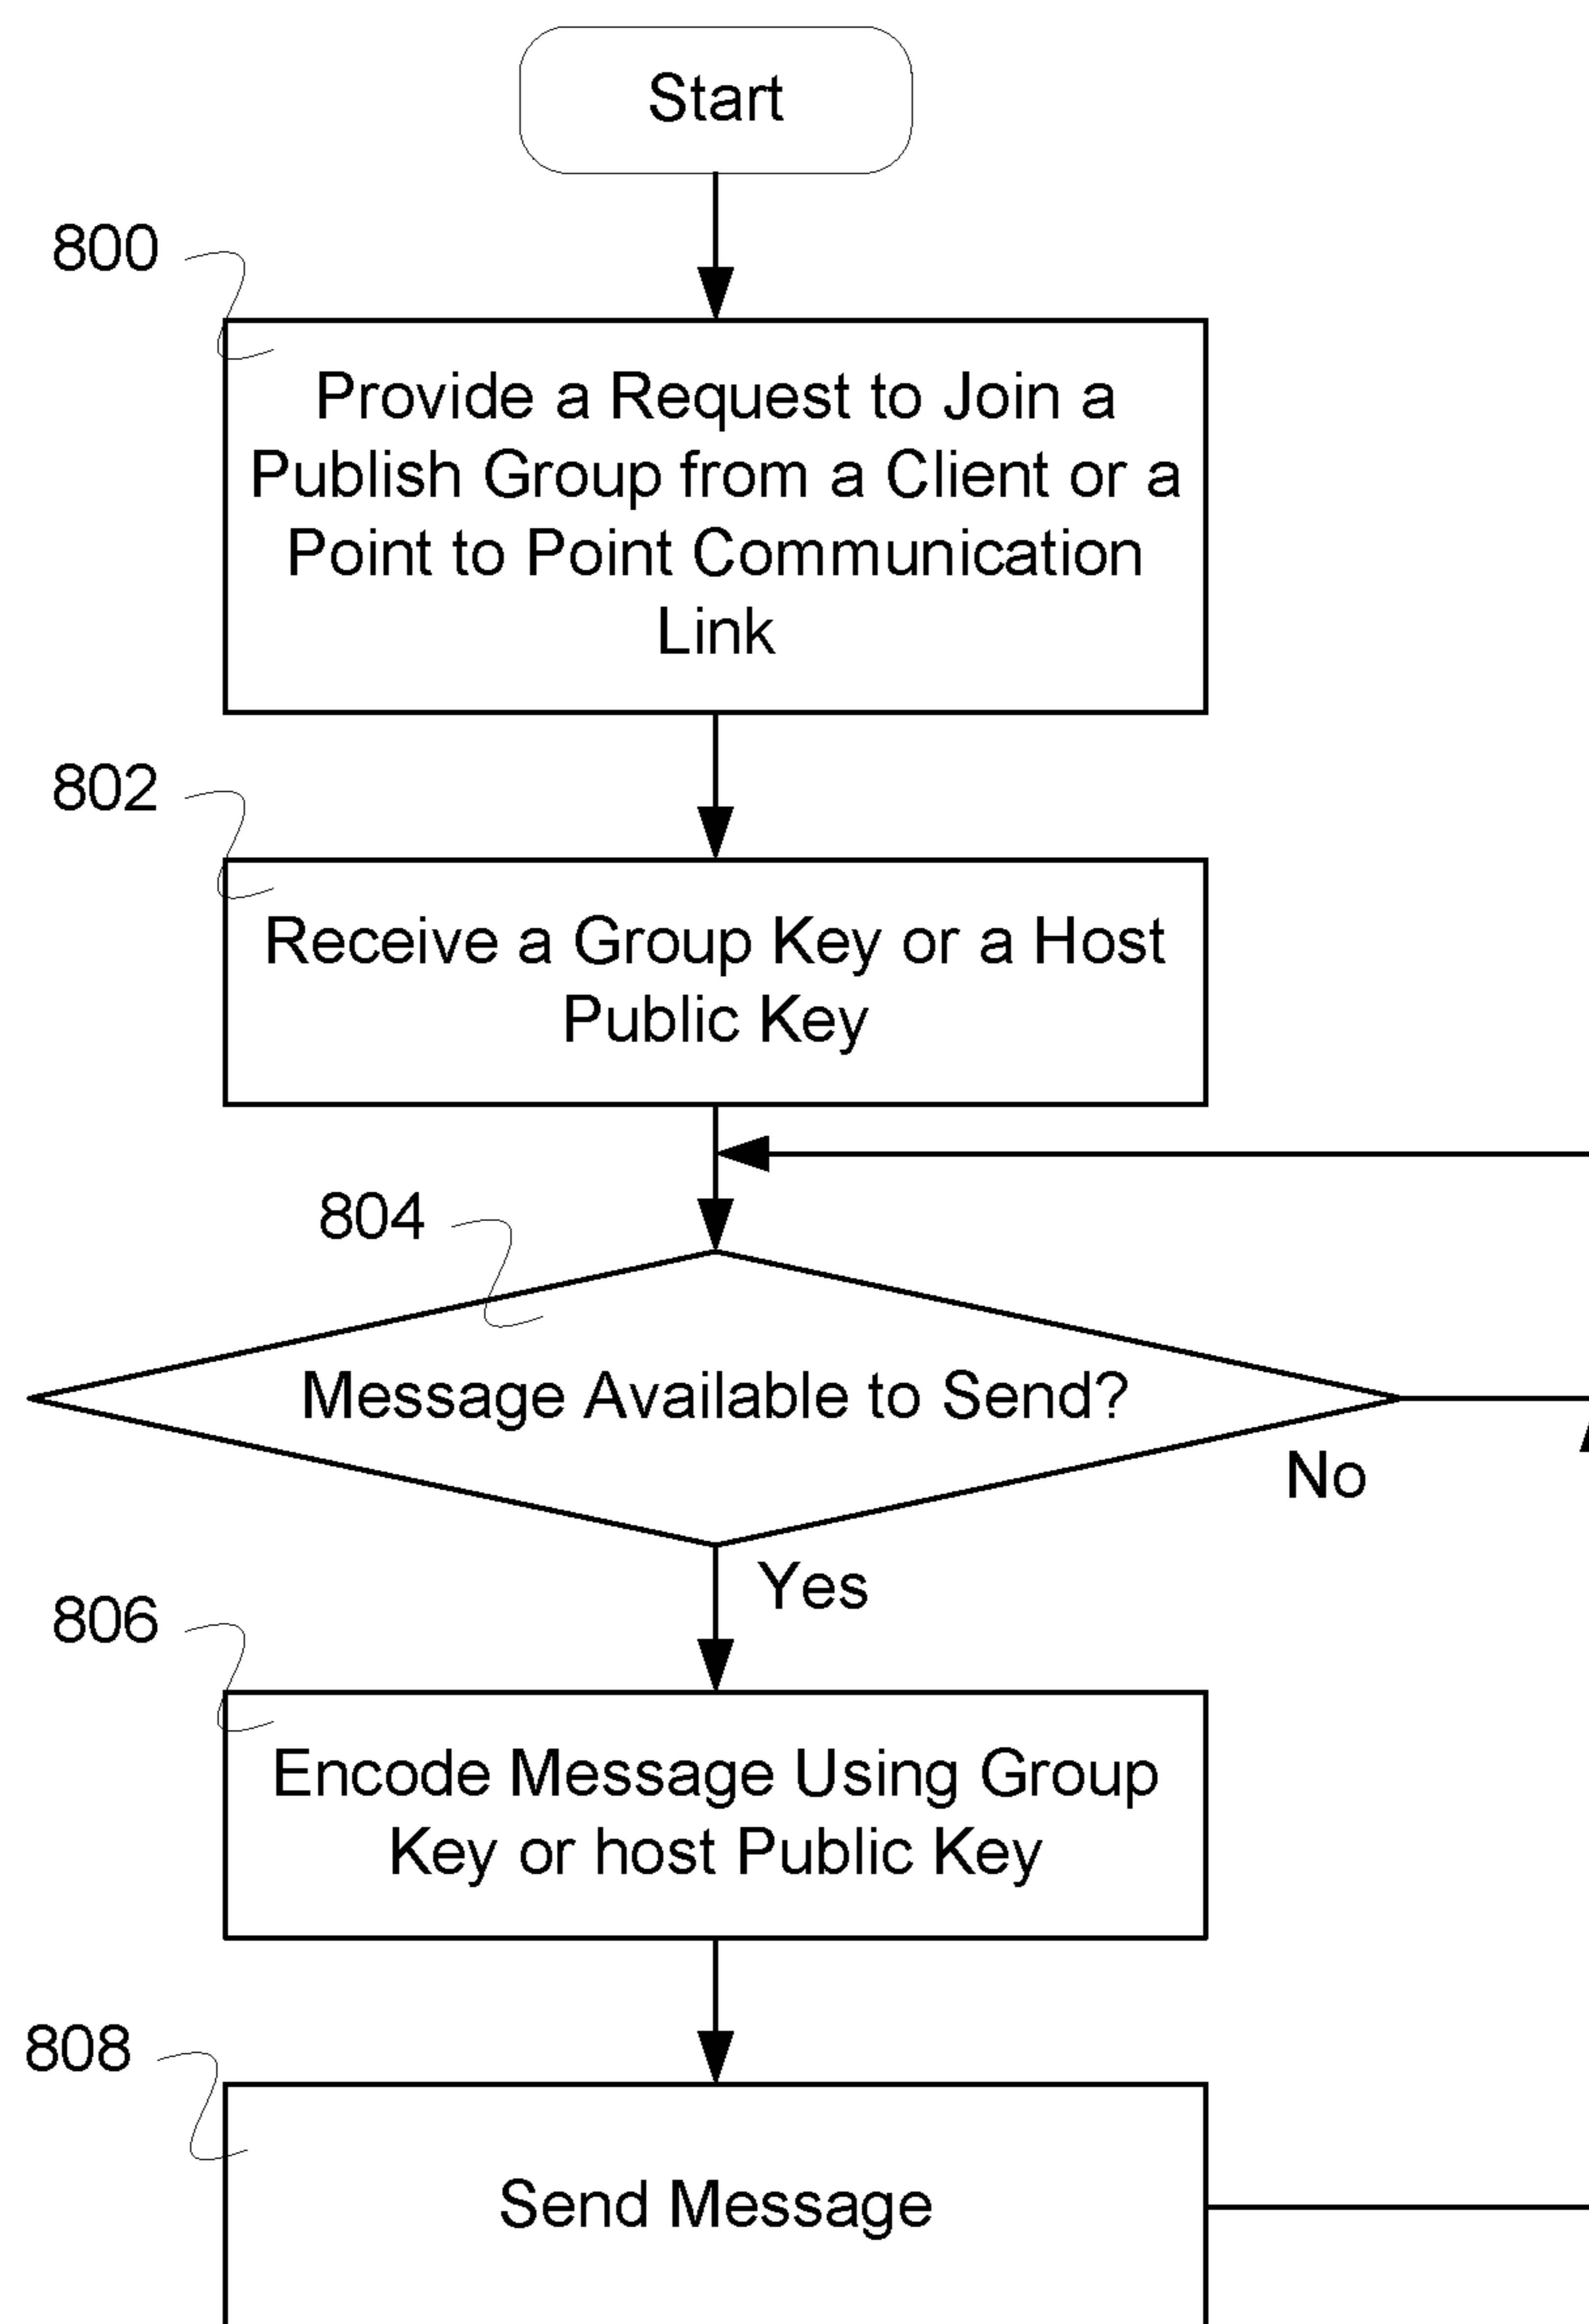 Start
800
Provide a Request to Join a
Publish Group from a Client or a
Point to Point Communication
Link
802
Receive a Group Key or a Host
Public Key
804
Message Available to Send?
No
Yes
806
Encode Message Using Group
Key or host Public Key
808
Send Message